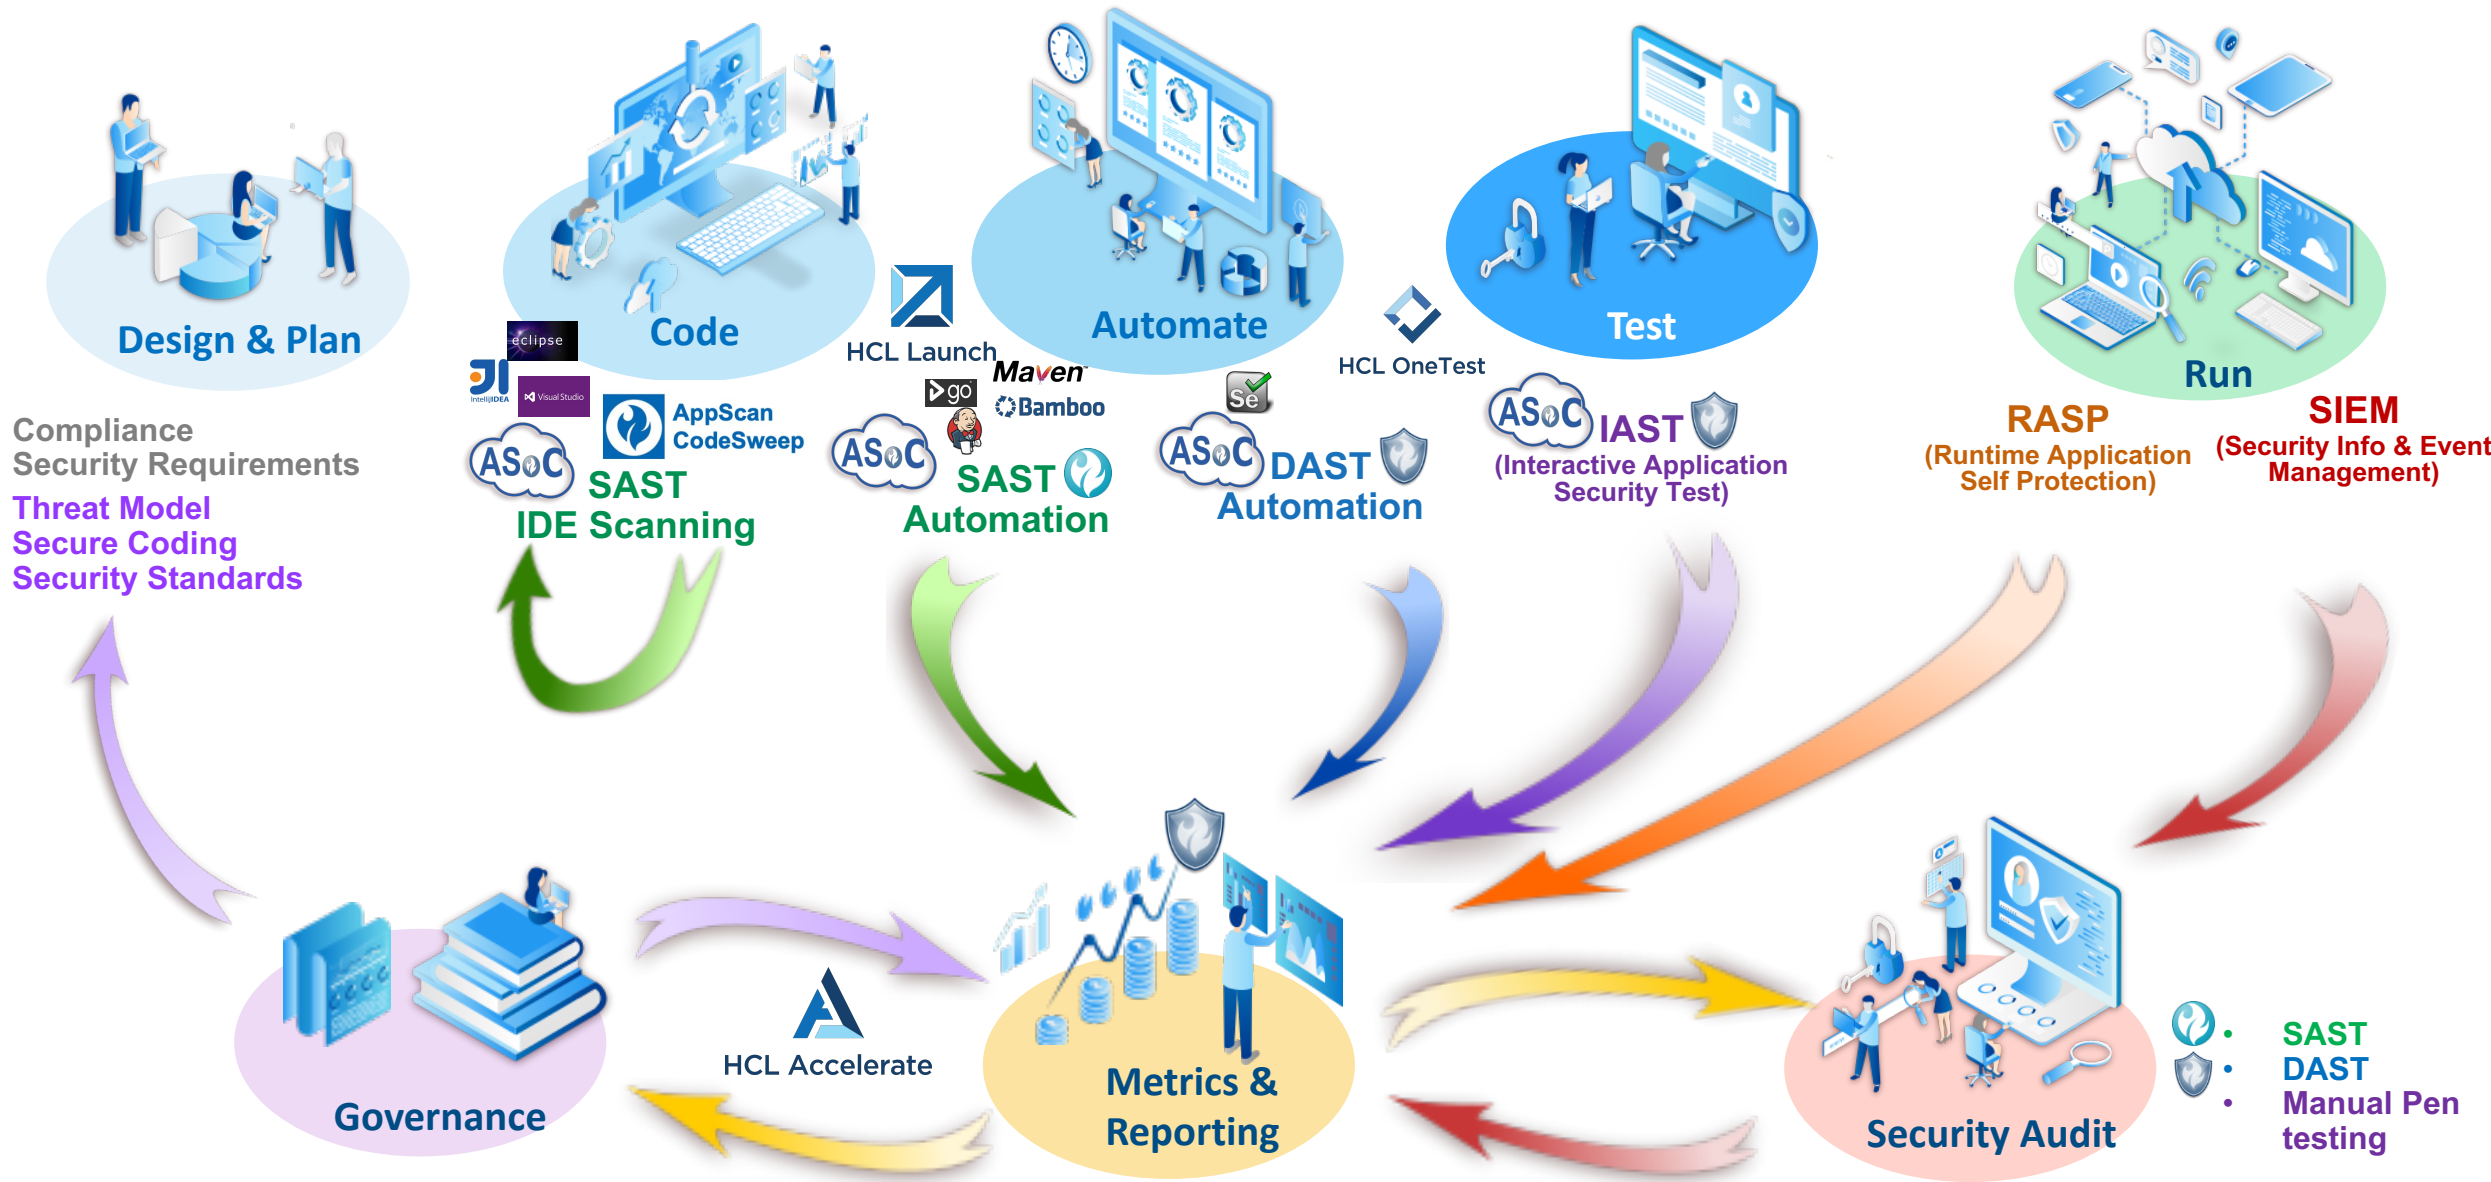 Design & Plan
Compliance
Security Requirements
Threat Model
Secure Coding
Security Standards
Code
eclipse
IntelliJIDEA
Visual Studio
AppScan
CodeSweep
ASoC
SAST
IDE Scanning
HCL Launch
Automate
Maven
go
Bamboo
ASoC
SAST
Automation
Se
ASoC
DAST
Automation
HCL OneTest
Test
ASoC
IAST
(Interactive Application
Security Test)
Run
RASP
(Runtime Application
Self Protection)
SIEM
(Security Info & Event
Management)
Governance
HCL Accelerate
Metrics &
Reporting
Security Audit
• SAST
• DAST
• Manual Pen
testing